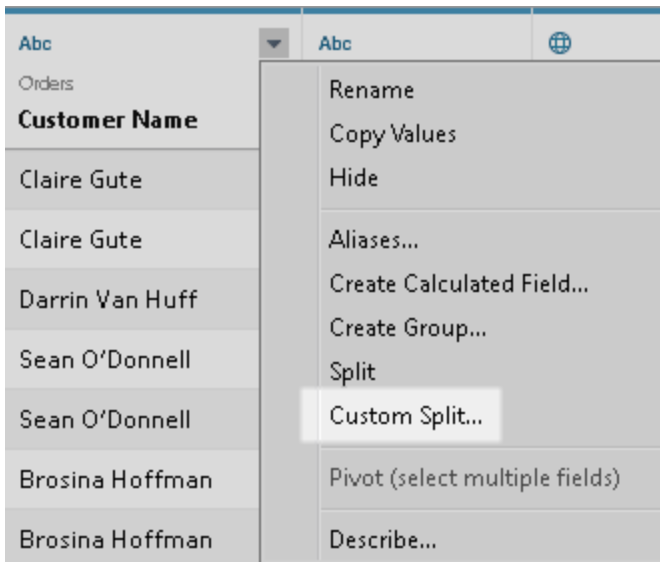 Abc
Abc
Orders
Customer Name
Claire Gute
Claire Gute
Darrin Van Huff
Sean O'Donnell
Sean O'Donnell
Brosina Hoffman
Brosina Hoffman
Rename
Copy Values
Hide
Aliases...
Create Calculated Field...
Create Group...
Split
Custom Split...
Pivot (select multiple fields)
Describe...